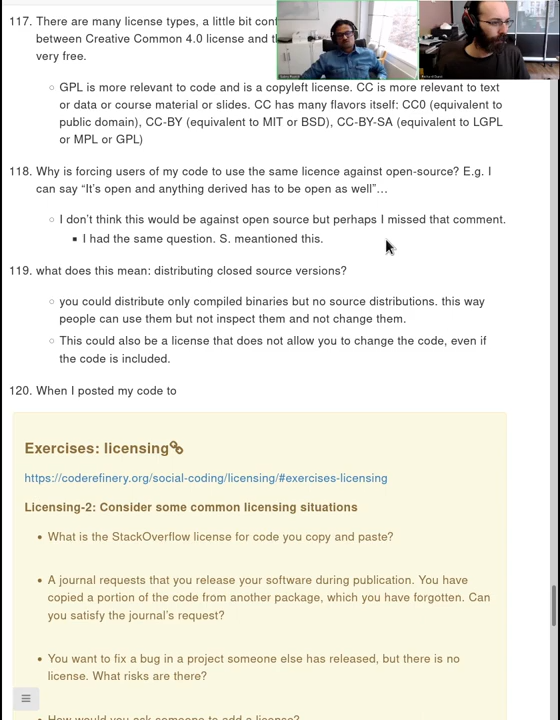 117. There are many license types, a little bit
between Creative Common 4.0 license and
very free.
GPL is more relevant to code and is a copyleft license. CC is more relevant to text
or data or course material or slides. CC has many flavors itself: CC0 (equivalent to
public domain), CC-BY (equivalent to MIT or BSD), CC-BY-SA (equivalent to LGPL
or MPL or GPL)
118. Why is forcing users of my code to use the same licence against open-source? E.g. I
can say “It’s open and anything derived has to be open as well”…
I don’t think this would be against open source but perhaps I missed that comment.
I had the same question. S. meantioned this.
119. what does this mean: distributing closed source versions?
you could distribute only compiled binaries but no source distributions. this way
people can use them but not inspect them and not change them.
This could also be a license that does not allow you to change the code, even if
the code is included.
120. When I posted my code to
Exercises: licensing
https://coderefinery.org/social-coding/licensing/#exercises-licensing
Licensing-2: Consider some common licensing situations
What is the StackOverflow license for code you copy and paste?
A journal requests that you release your software during publication. You have
copied a portion of the code from another package, which you have forgotten. Can
you satisfy the journal’s request?
You want to fix a bug in a project someone else has released, but there is no
license. What risks are there?
How would you ask someone to add a license?